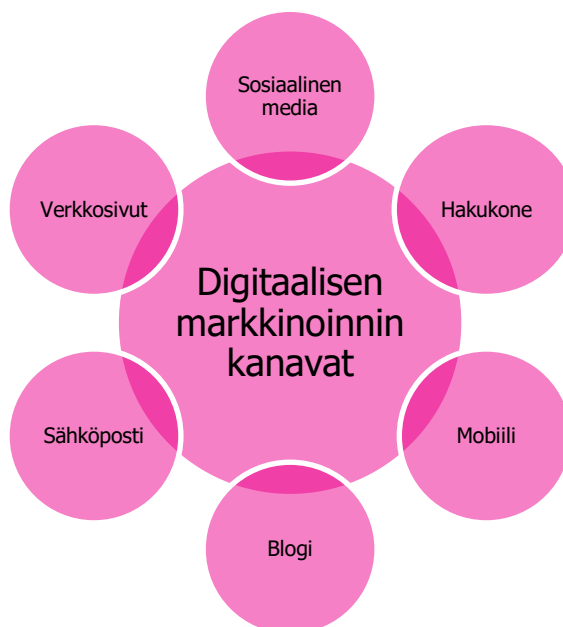 Sosiaalinen
media
Verkkosivut
Hakukone
Digitaalisen
markkinoinnin
kanavat
Sähköposti
Mobiili
Blogi